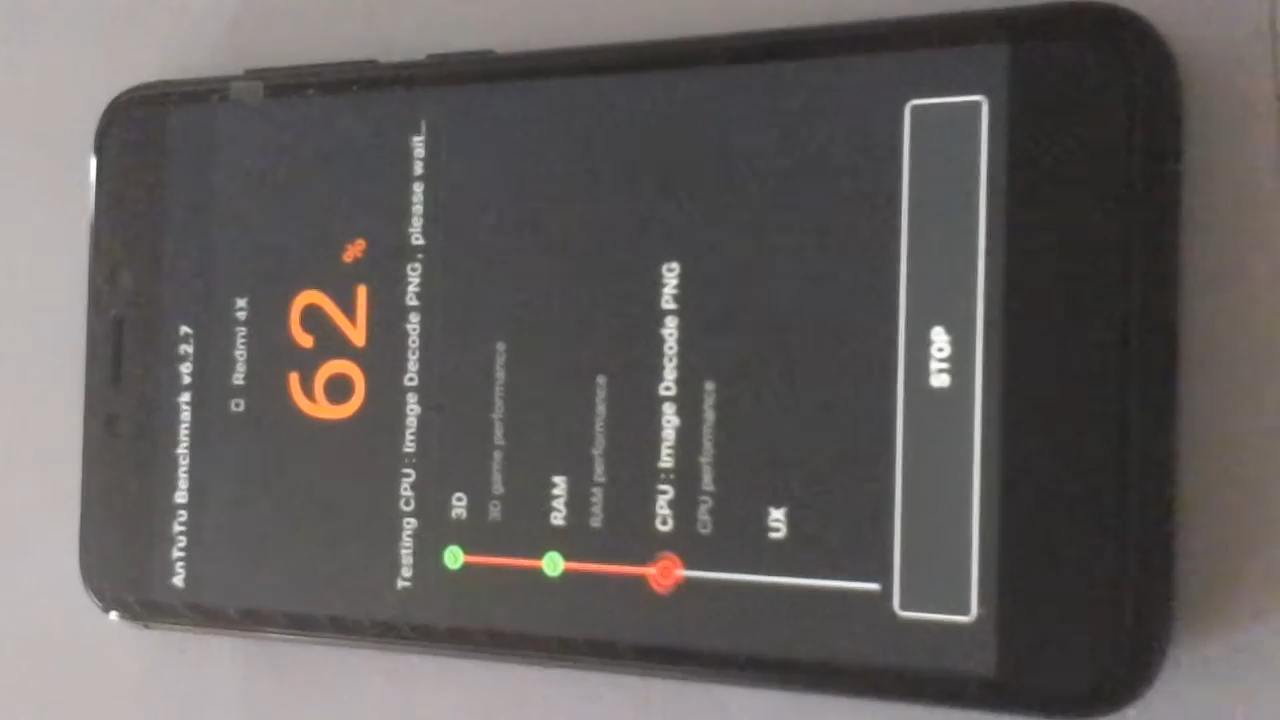 AnTuTu Benchmark v6.2.7
Redmi 4X
62 %
Testing CPU : Image Decode PNG, please wait...
3D
3D game performance
RAM
RAM performance
CPU : Image Decode PNG
CPU performance
UX
STOP